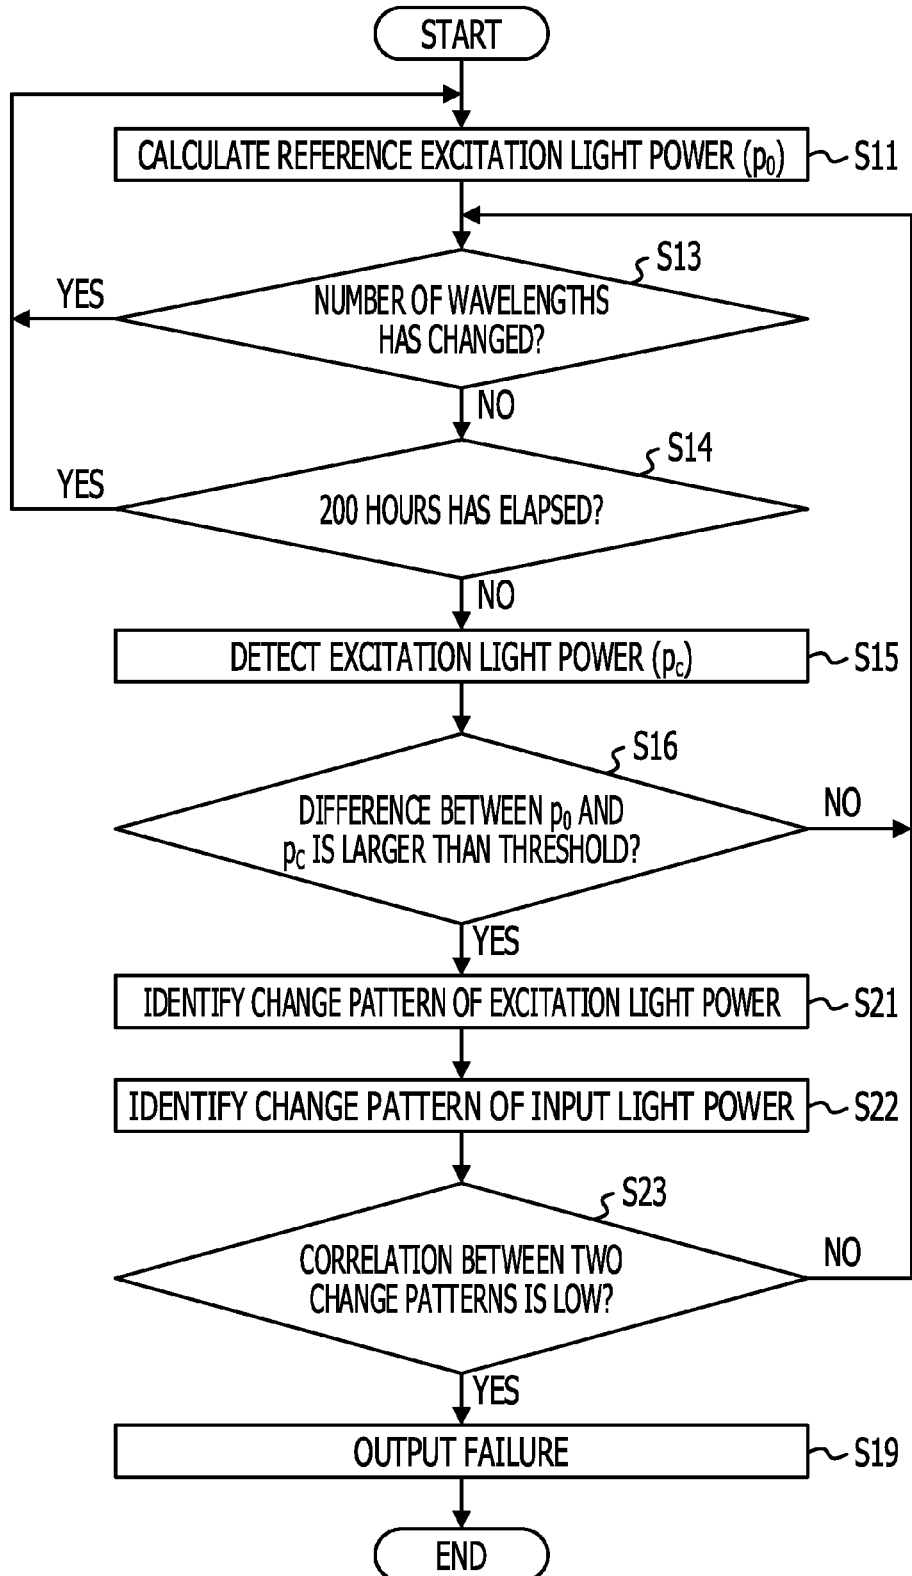 START
CALCULATE REFERENCE EXCITATION LIGHT POWER (p₀)
S11
S13
YES
NUMBER OF WAVELENGTHS
HAS CHANGED?
NO
S14
YES
200 HOURS HAS ELAPSED?
NO
DETECT EXCITATION LIGHT POWER (p_c)
S15
S16
DIFFERENCE BETWEEN p₀ AND
p_C IS LARGER THAN THRESHOLD?
NO
YES
IDENTIFY CHANGE PATTERN OF EXCITATION LIGHT POWER
S21
IDENTIFY CHANGE PATTERN OF INPUT LIGHT POWER
S22
S23
CORRELATION BETWEEN TWO
CHANGE PATTERNS IS LOW?
NO
YES
OUTPUT FAILURE
S19
END